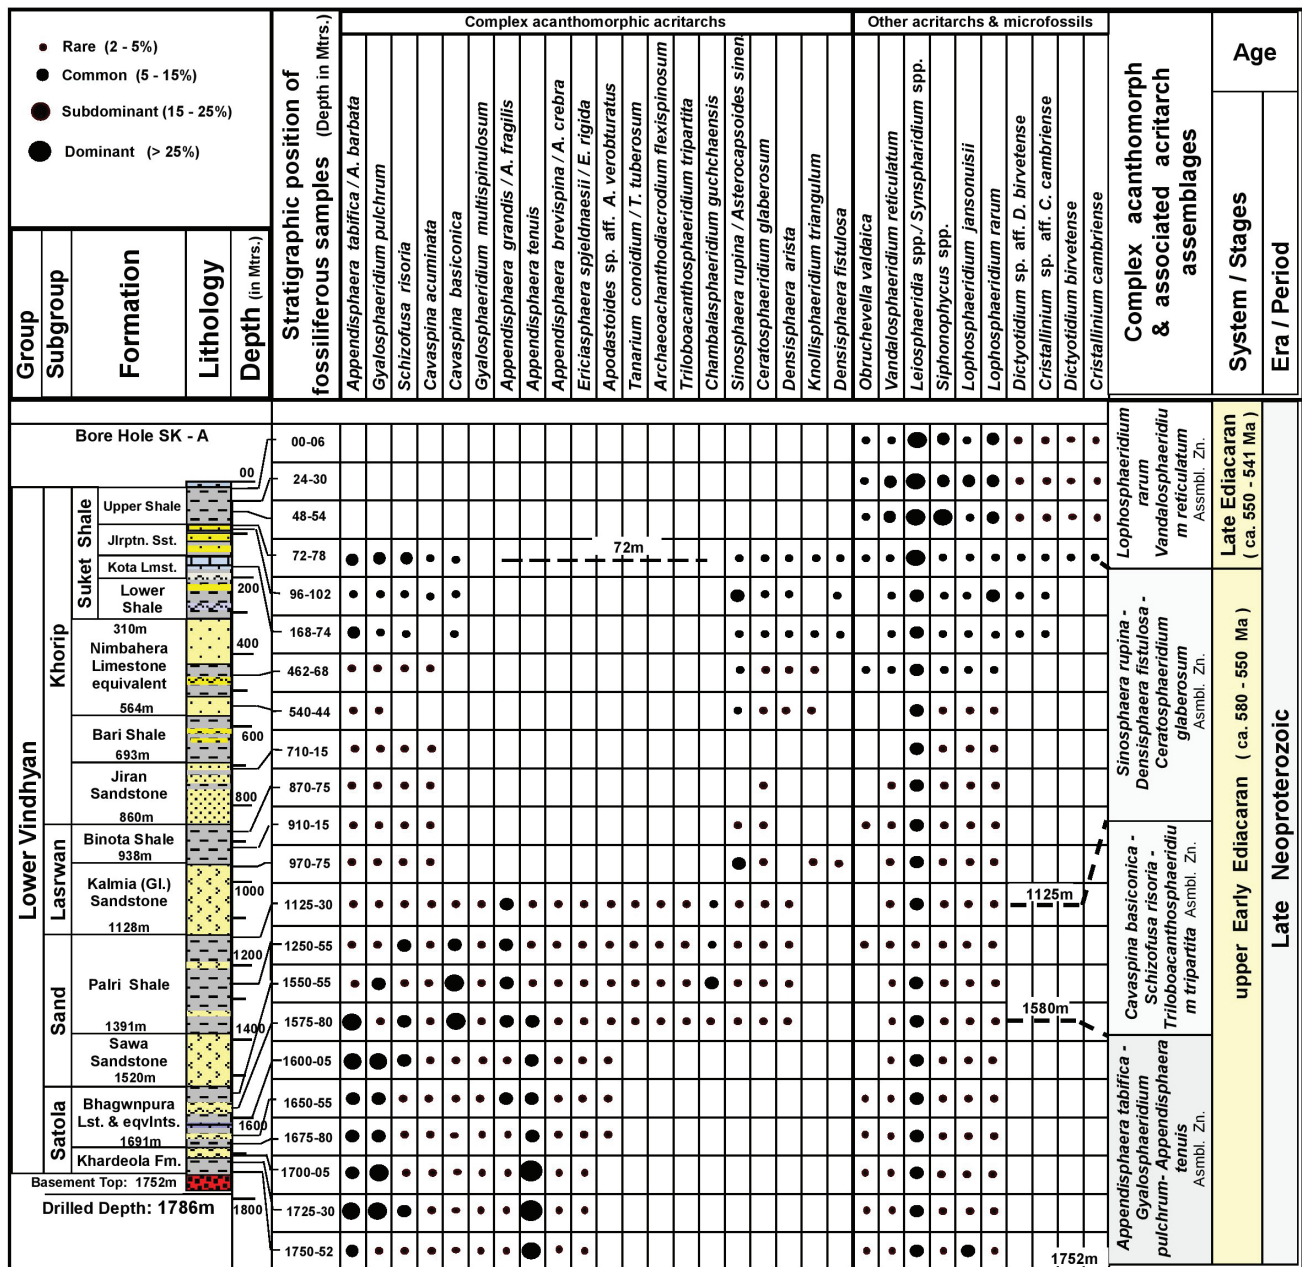 Complex acanthomorphic acritarchs
Other acritarchs & microfossils
Rare (2 - 5%)
Common (5 - 15%)
Subdominant (15 - 25%)
Dominant (> 25%)
Group
Subgroup
Formation
Lithology
Depth (in Mtrs.)
Stratigraphic position of
fossiliferous samples (Depth in Mtrs.)
Appendisphaera tabifica / A. barbata
Gyalosphaeridium pulchrum
Schizofusa risoria
Cavaspina acuminata
Cavaspina basiconica
Gyalosphaeridium multispinulosum
Appendisphaera grandis / A. fragilis
Appendisphaera tenuis
Appendisphaera brevispina / A. crebra
Ericiasphaera spjeldnaesii / E. rigida
Apodastoides sp. aff. A. verobturatus
Tanarium conoidium / T. tuberosum
Archaeoachanthodiacrodium flexispinosum
Triloboacanthosphaeridium tripartita
Chambalasphaeridium guchchaensis
Sinosphaera rupina / Asterocapsoides sinens
Ceratosphaeridium glaberosum
Densisphaera arista
Knollisphaeridium triangulum
Densisphaera fistulosa
Obruchevella valdaica
Vandalosphaeridium reticulatum
Leiosphaeridia spp./ Synspharidium spp.
Siphonophycus spp.
Lophosphaeridium jansonuisii
Lophosphaeridium rarum
Dictyotidium sp. aff. D. birvetense
Cristallinium sp. aff. C. cambriense
Dictyotidium birvetense
Cristallinium cambriense
Complex acanthomorph
& associated acritarch
assemblages
Age
System / Stages
Era / Period
Bore Hole SK - A
00
200
400
600
800
1000
1200
1400
1600
1800
Lower Vindhyan
Khorip
Lasrwan
Sand
Satola
Suket Shale
Upper Shale
Jlrptn. Sst.
Kota Lmst.
Lower
Shale
310m
Nimbahera
Limestone
equivalent
564m
Bari Shale
693m
Jiran
Sandstone
860m
Binota Shale
938m
Kalmia (Gl.)
Sandstone
1128m
Palri Shale
1391m
Sawa
Sandstone
1520m
Bhagwnpura
Lst. & eqvlnts.
1691m
Khardeola Fm.
Basement Top: 1752m
Drilled Depth: 1786m
00-06
24-30
48-54
72-78
96-102
168-74
462-68
540-44
710-15
870-75
910-15
970-75
1125-30
1250-55
1550-55
1575-80
1600-05
1650-55
1675-80
1700-05
1725-30
1750-52
72m
1125m
1580m
1752m
Lophosphaeridium
rarum
Vandalosphaeridiu
m reticulatum
Assmbl. Zn.
Sinosphaera rupina -
Densisphaera fistulosa -
Ceratosphaeridium
glaberosum
Asmbl. Zn.
Cavaspina basiconica -
Schizofusa risoria -
Triloboacanthosphaeridiu
m tripartita Asmbl. Zn.
Appendisphaera tabifica -
Gyalosphaeridium
pulchrum- Appendisphaera
tenuis
Asmbl. Zn.
Late Ediacaran
( ca. 550 - 541 Ma )
upper Early Ediacaran ( ca. 580 - 550 Ma )
Late Neoproterozoic